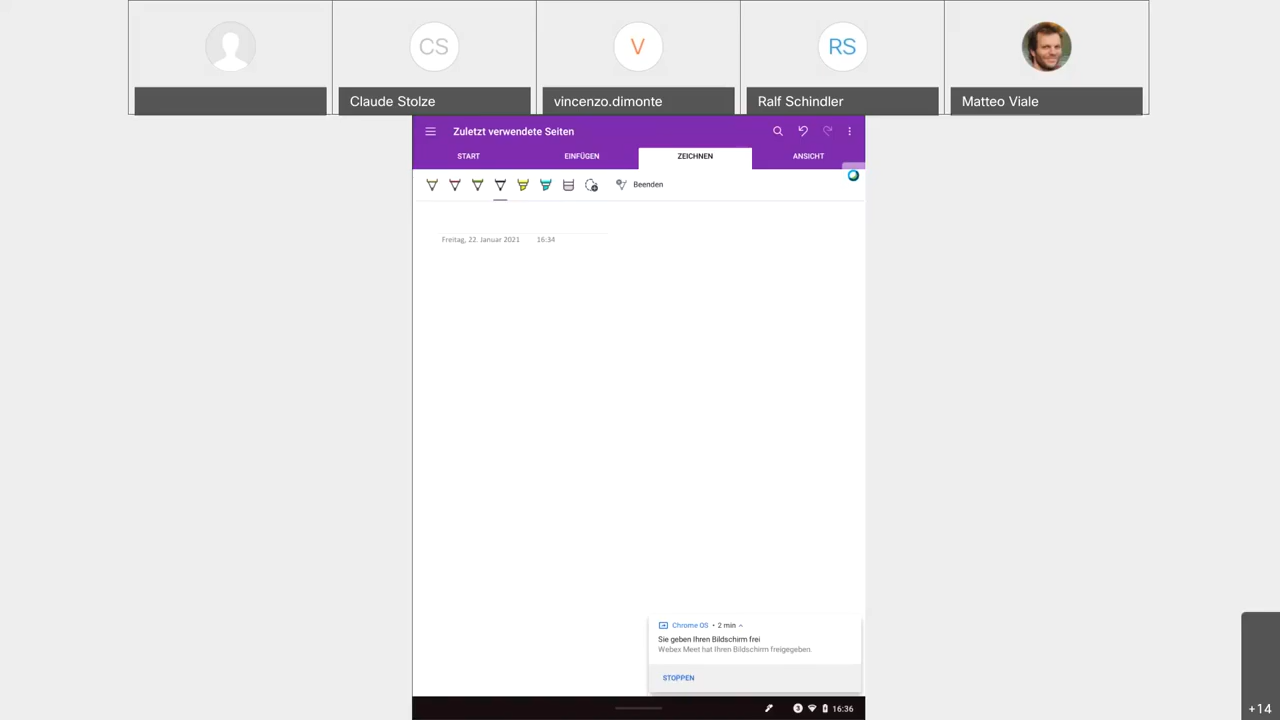 CS
V
RS
Claude Stolze
vincenzo.dimonte
Ralf Schindler
Matteo Viale
Zuletzt verwendete Seiten
START
EINFÜGEN
ZEICHNEN
ANSICHT
Beenden
Freitag, 22. Januar 2021 16:34
Chrome OS • 2 min
Sie geben Ihren Bildschirm frei
Webex Meet hat Ihren Bildschirm freigegeben.
STOPPEN
3 16:36
+14